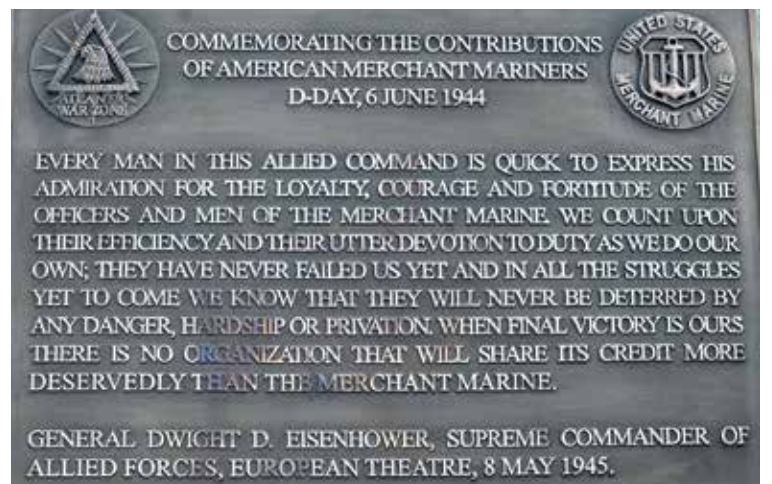 COMMEMORATING THE CONTRIBUTIONS
OF AMERICAN MERCHANT MARINERS
D-DAY, 6 JUNE 1944
ATLANTIC
WAR ZONE
UNITED STATES
MERCHANT MARINE
EVERY MAN IN THIS ALLIED COMMAND IS QUICK TO EXPRESS HIS
ADMIRATION FOR THE LOYALTY, COURAGE AND FORTITUDE OF THE
OFFICERS AND MEN OF THE MERCHANT MARINE. WE COUNT UPON
THEIR EFFICIENCY AND THEIR UTTER DEVOTION TO DUTY AS WE DO OUR
OWN; THEY HAVE NEVER FAILED US YET AND IN ALL THE STRUGGLES
YET TO COME WE KNOW THAT THEY WILL NEVER BE DETERRED BY
ANY DANGER, HARDSHIP OR PRIVATION. WHEN FINAL VICTORY IS OURS
THERE IS NO ORGANIZATION THAT WILL SHARE ITS CREDIT MORE
DESERVEDLY THAN THE MERCHANT MARINE.
GENERAL DWIGHT D. EISENHOWER, SUPREME COMMANDER OF
ALLIED FORCES, EUROPEAN THEATRE, 8 MAY 1945.